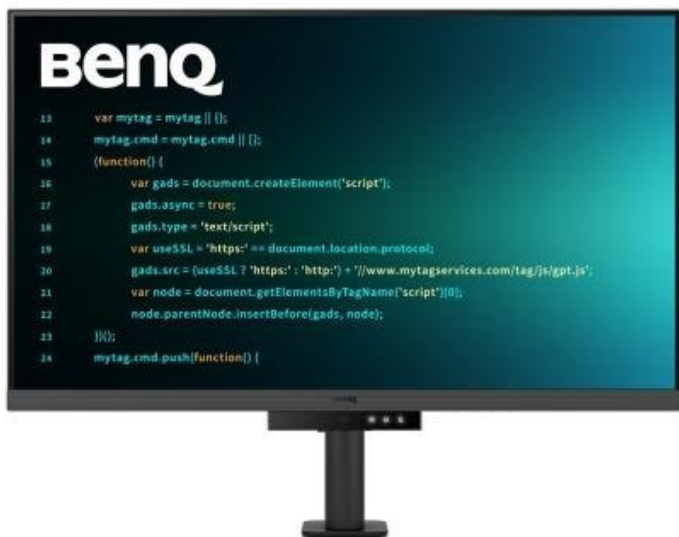 BenQ
13 var mytag = mytag || {};
14 mytag.cmd = mytag.cmd || [];
15 (function() {
16 var gads = document.createElement('script');
17 gads.async = true;
18 gads.type = 'text/script';
19 var useSSL = 'https:' == document.location.protocol;
20 gads.src = (useSSL ? 'https:' : 'http:') + '//www.mytagservices.com/tag/js/gpt.js';
21 var node = document.getElementsByTagName('script')[0];
22 node.parentNode.insertBefore(gads, node);
23 })();
24 mytag.cmd.push(function() {
BenQ